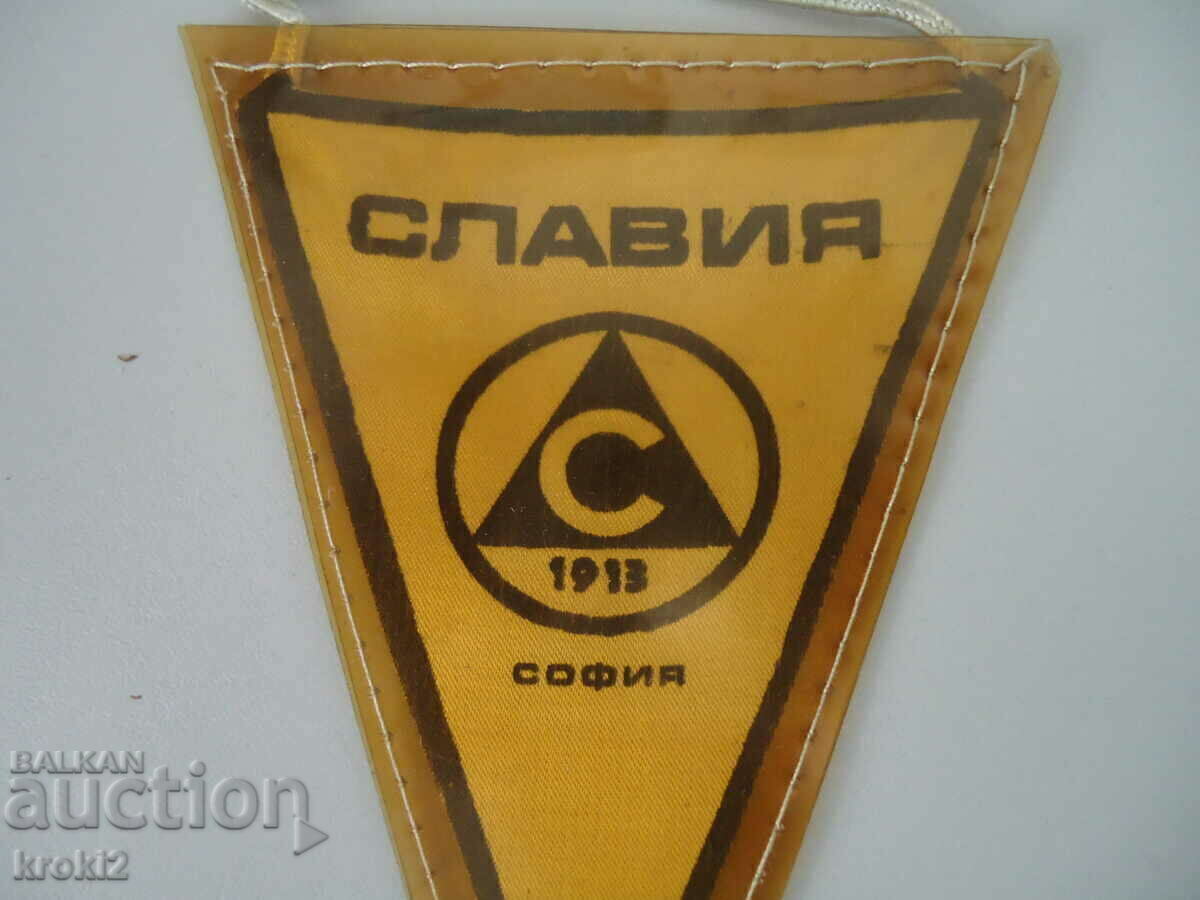 СЛАВИЯ
С
1913
СОФИЯ
BALKAN
auction
kroki2